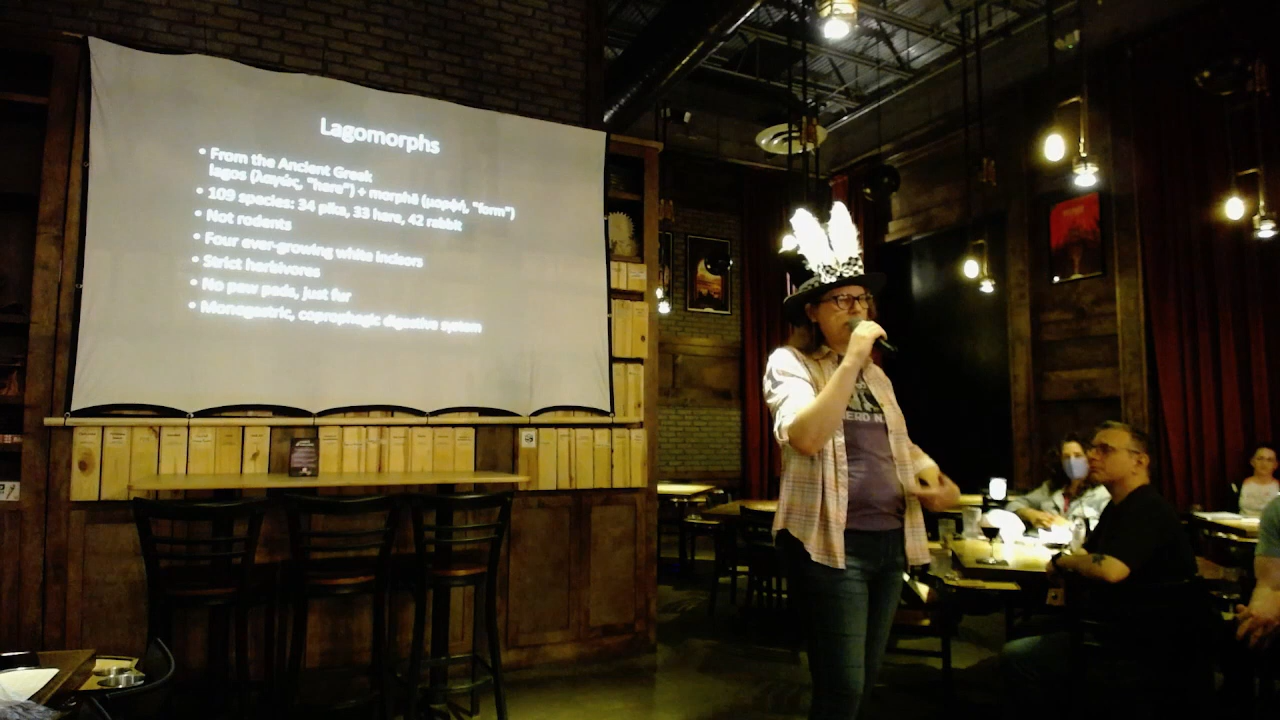 Lagomorphs
• From the Ancient Greek
lagos (λαγώς, "hare") + morphē (μορφή, "form")
• 109 species: 34 pika, 33 hare, 42 rabbit
• Not rodents
• Four ever-growing white incisors
• Strict herbivores
• No paw pads, just fur
• Monogastric, coprophagic digestive system